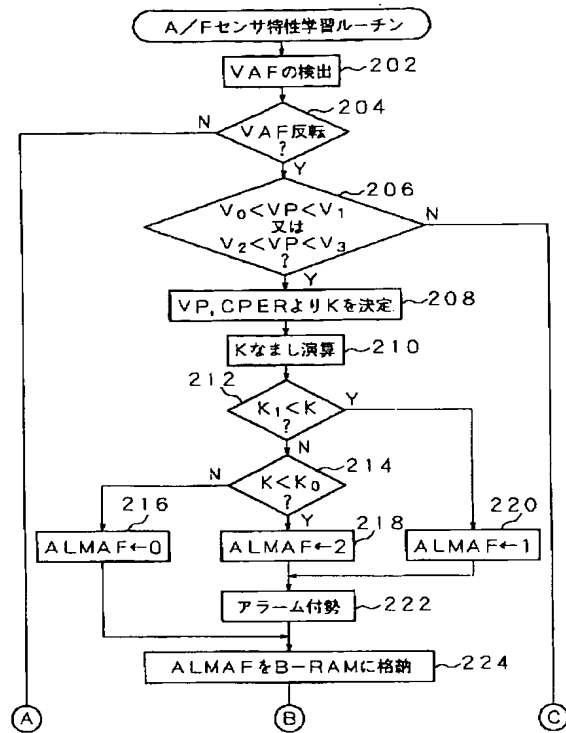 A/Fセンサ特性学習ルーチン
VAFの検出
202
204
N
VAF反転
?
Y
206
V₀<VP<V₁
又は
V₂<VP<V₃
?
N
Y
VP,CPERよりKを決定
208
Kなまし演算
210
212
K₁<K
?
Y
N
214
K<K₀
?
N
Y
216
ALMAF←0
218
ALMAF←2
220
ALMAF←1
アラーム付勢
222
ALMAFをB-RAMに格納
224
A
B
C